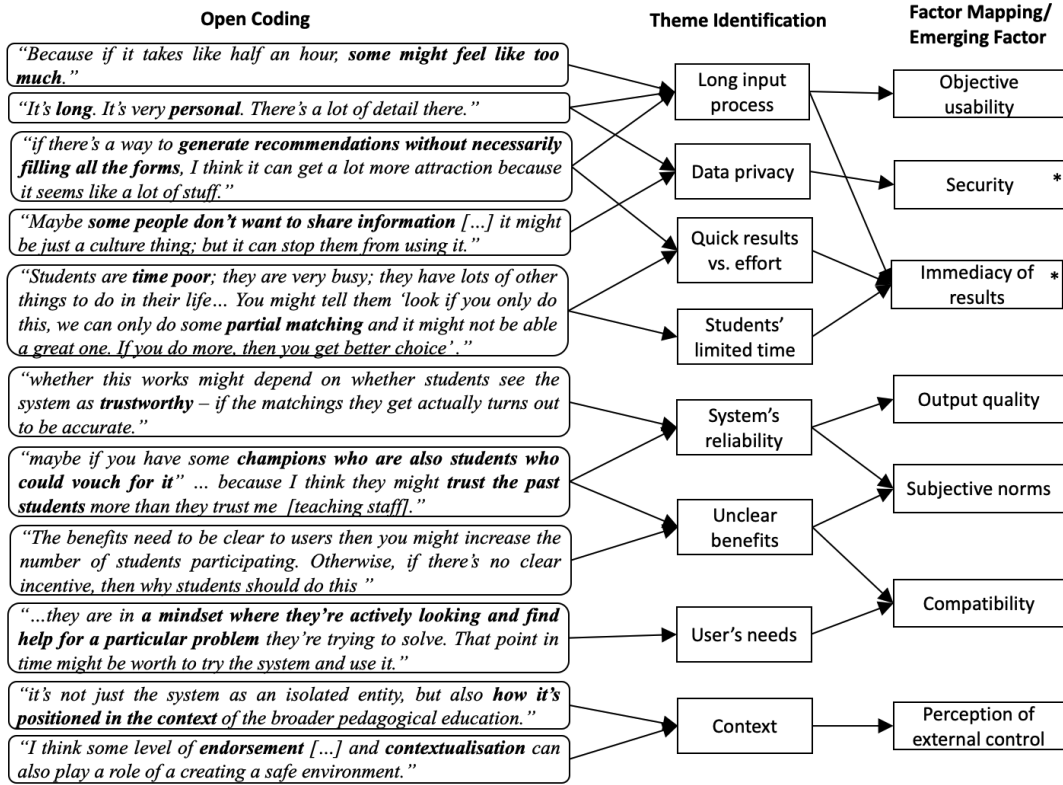 Open Coding
Theme Identification
Factor Mapping/
Emerging Factor
“Because if it takes like half an hour, some might feel like too
much.”
“It’s long. It’s very personal. There’s a lot of detail there.”
“if there’s a way to generate recommendations without necessarily
filling all the forms, I think it can get a lot more attraction because
it seems like a lot of stuff.”
“Maybe some people don’t want to share information […] it might
be just a culture thing; but it can stop them from using it.”
“Students are time poor; they are very busy; they have lots of other
things to do in their life… You might tell them ‘look if you only do
this, we can only do some partial matching and it might not be able
a great one. If you do more, then you get better choice’.”
“whether this works might depend on whether students see the
system as trustworthy – if the matchings they get actually turns out
to be accurate.”
“maybe if you have some champions who are also students who
could vouch for it” … because I think they might trust the past
students more than they trust me [teaching staff].”
“The benefits need to be clear to users then you might increase the
number of students participating. Otherwise, if there’s no clear
incentive, then why students should do this ”
“…they are in a mindset where they’re actively looking and find
help for a particular problem they’re trying to solve. That point in
time might be worth to try the system and use it.”
“it’s not just the system as an isolated entity, but also how it’s
positioned in the context of the broader pedagogical education.”
“I think some level of endorsement […] and contextualisation can
also play a role of a creating a safe environment.”
Long input
process
Data privacy
Quick results
vs. effort
Students’
limited time
System’s
reliability
Unclear
benefits
User’s needs
Context
Objective
usability
Security *
Immediacy of *
results
Output quality
Subjective norms
Compatibility
Perception of
external control